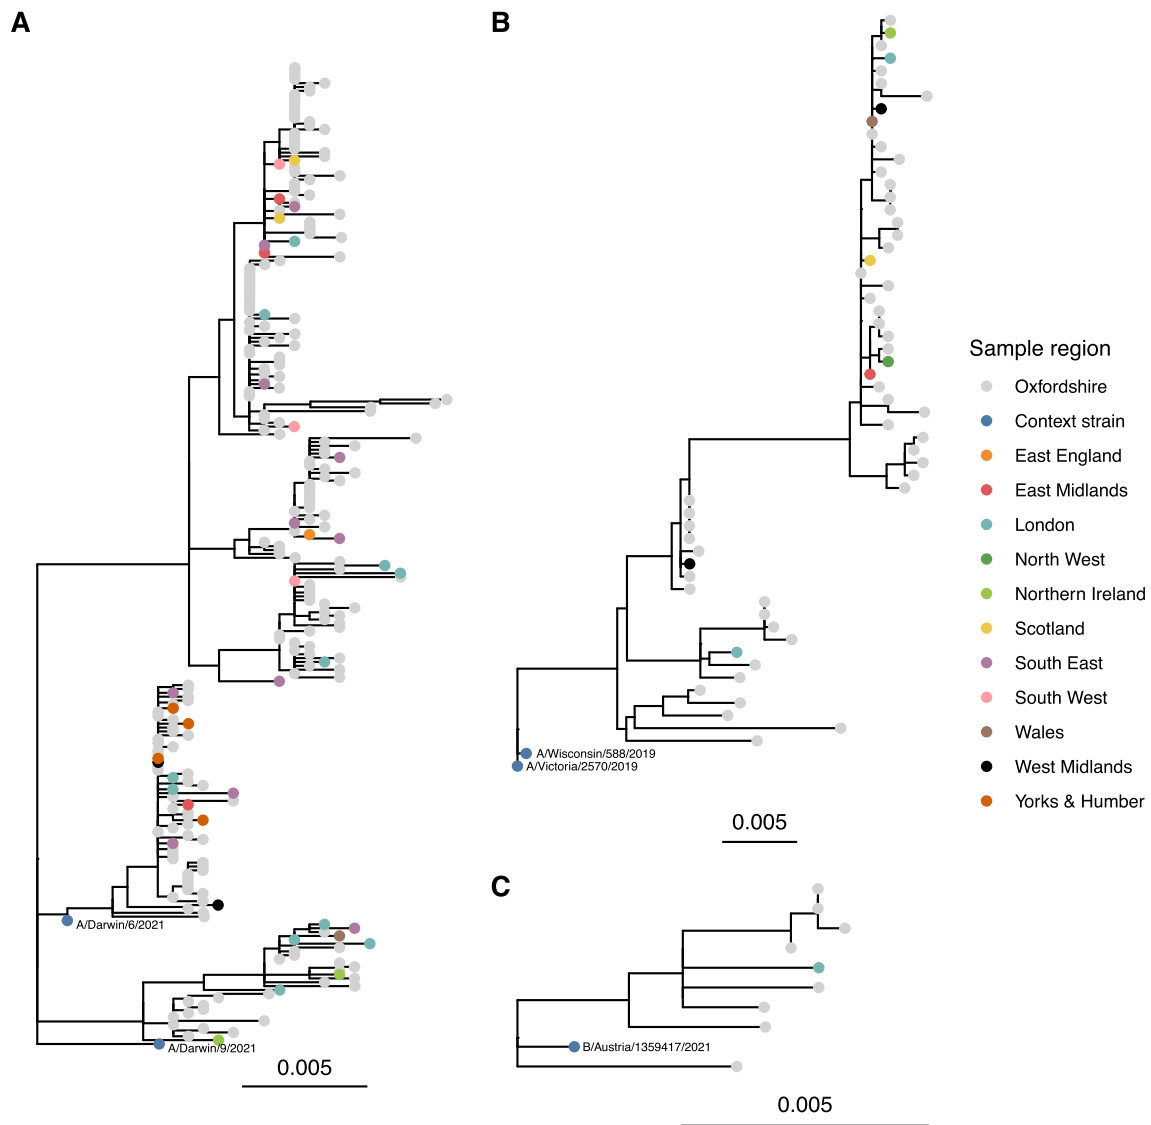 A
B
Sample region
Oxfordshire
Context strain
East England
East Midlands
London
North West
Northern Ireland
Scotland
South East
South West
Wales
West Midlands
Yorks & Humber
A/Wisconsin/588/2019
A/Victoria/2570/2019
0.005
C
A/Darwin/6/2021
A/Darwin/9/2021
0.005
B/Austria/1359417/2021
0.005